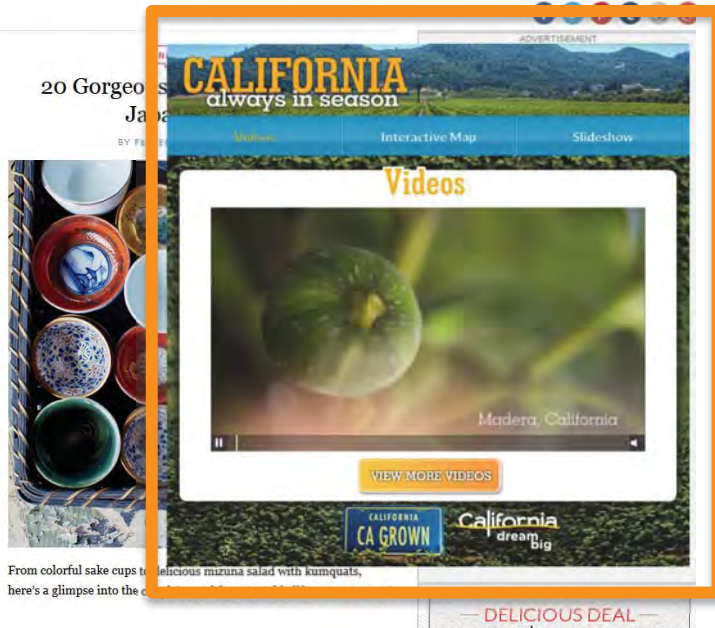 ADVERTISEMENT
20 Gorgeo s
Ja a
BY
CALIFORNIA
always in season
Videos
Interactive Map
Slideshow
Videos
Madera, California
VIEW MORE VIDEOS
CALIFORNIA
CA GROWN
California
dream
big
From colorful sake cups to delicious mizuna salad with kumquats,
here's a glimpse into the
DELICIOUS DEAL